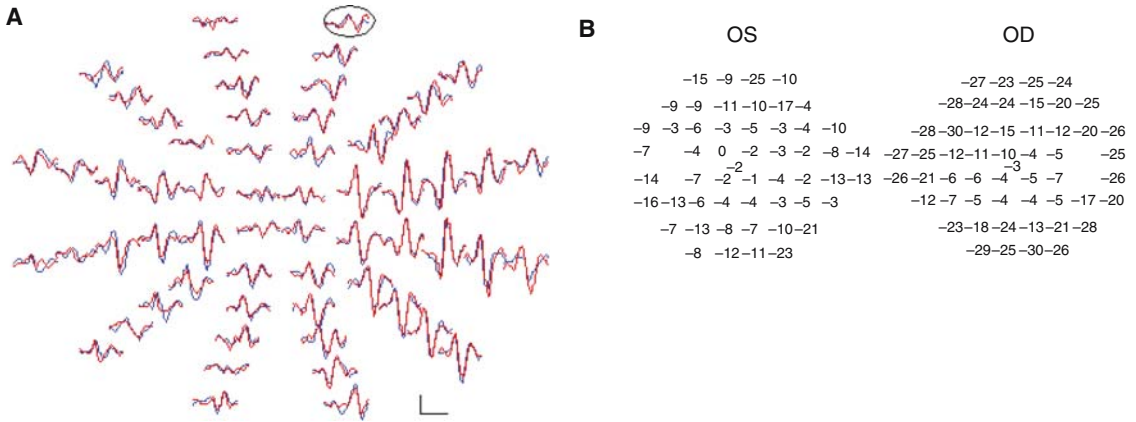 A
B
OS
OD
−15 −9 −25 −10
−9 −9 −11 −10 −17 −4
−9 −3 −6 −3 −5 −3 −4 −10
−7 −4 0 −2 −3 −2 −8 −14
−2
−14 −7 −2 −1 −4 −2 −13 −13
−16 −13 −6 −4 −4 −3 −5 −3
−7 −13 −8 −7 −10 −21
−8 −12 −11 −23
−27 −23 −25 −24
−28 −24 −24 −15 −20 −25
−28 −30 −12 −15 −11 −12 −20 −26
−27 −25 −12 −11 −10 −4 −5 −25
−3
−26 −21 −6 −6 −4 −5 −7 −26
−12 −7 −5 −4 −4 −5 −17 −20
−23 −18 −24 −13 −21 −28
−29 −25 −30 −26